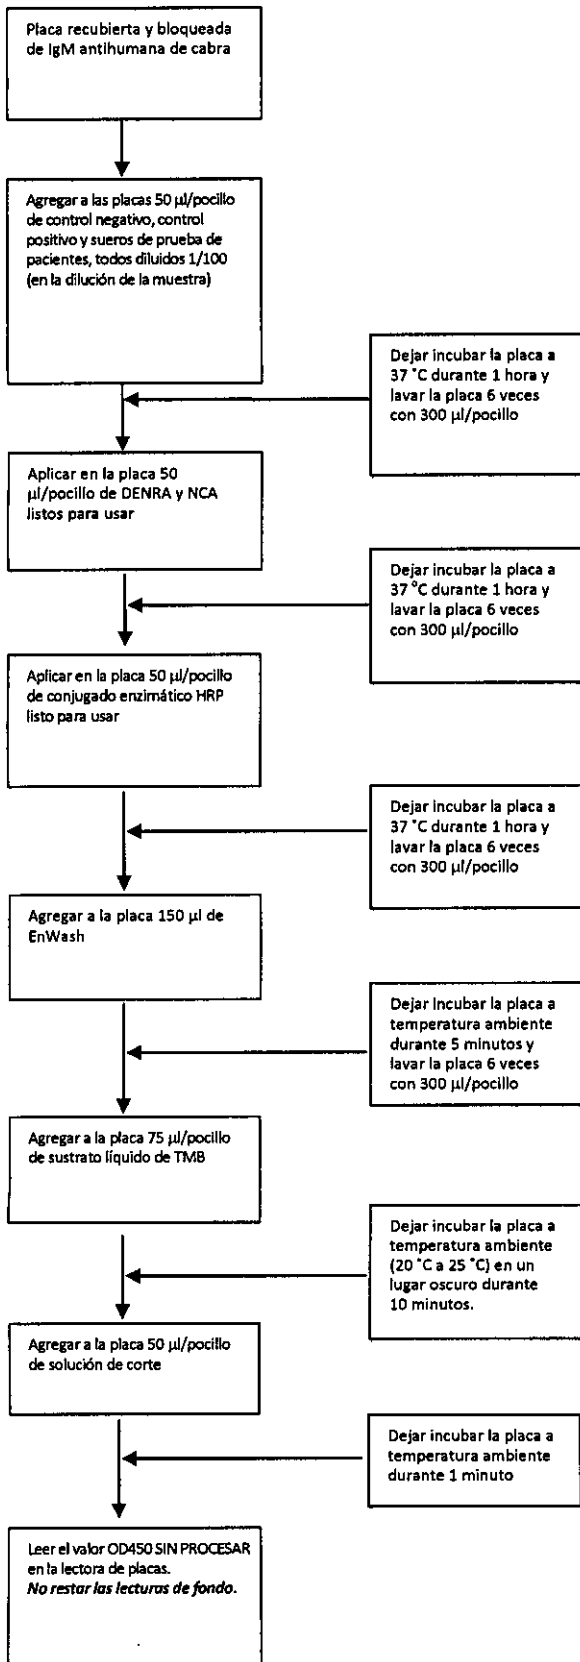 Placa recubierta y bloqueada
de IgM antihumana de cabra
Agregar a las placas 50 µl/pocillo
de control negativo, control
positivo y sueros de prueba de
pacientes, todos diluidos 1/100
(en la dilución de la muestra)
Dejar incubar la placa a
37 °C durante 1 hora y
lavar la placa 6 veces
con 300 µl/pocillo
Aplicar en la placa 50
µl/pocillo de DENRA y NCA
listos para usar
Dejar incubar la placa a
37 °C durante 1 hora y
lavar la placa 6 veces
con 300 µl/pocillo
Aplicar en la placa 50 µl/pocillo
de conjugado enzimático HRP
listo para usar
Dejar incubar la placa a
37 °C durante 1 hora y
lavar la placa 6 veces
con 300 µl/pocillo
Agregar a la placa 150 µl de
EnWash
Dejar incubar la placa a
temperatura ambiente
durante 5 minutos y
lavar la placa 6 veces
con 300 µl/pocillo
Agregar a la placa 75 µl/pocillo
de sustrato líquido de TMB
Dejar incubar la placa a
temperatura ambiente
(20 °C a 25 °C) en un
lugar oscuro durante
10 minutos.
Agregar a la placa 50 µl/pocillo
de solución de corte
Dejar incubar la placa a
temperatura ambiente
durante 1 minuto
Leer el valor OD450 SIN PROCESAR
en la lectora de placas.
No restar las lecturas de fondo.